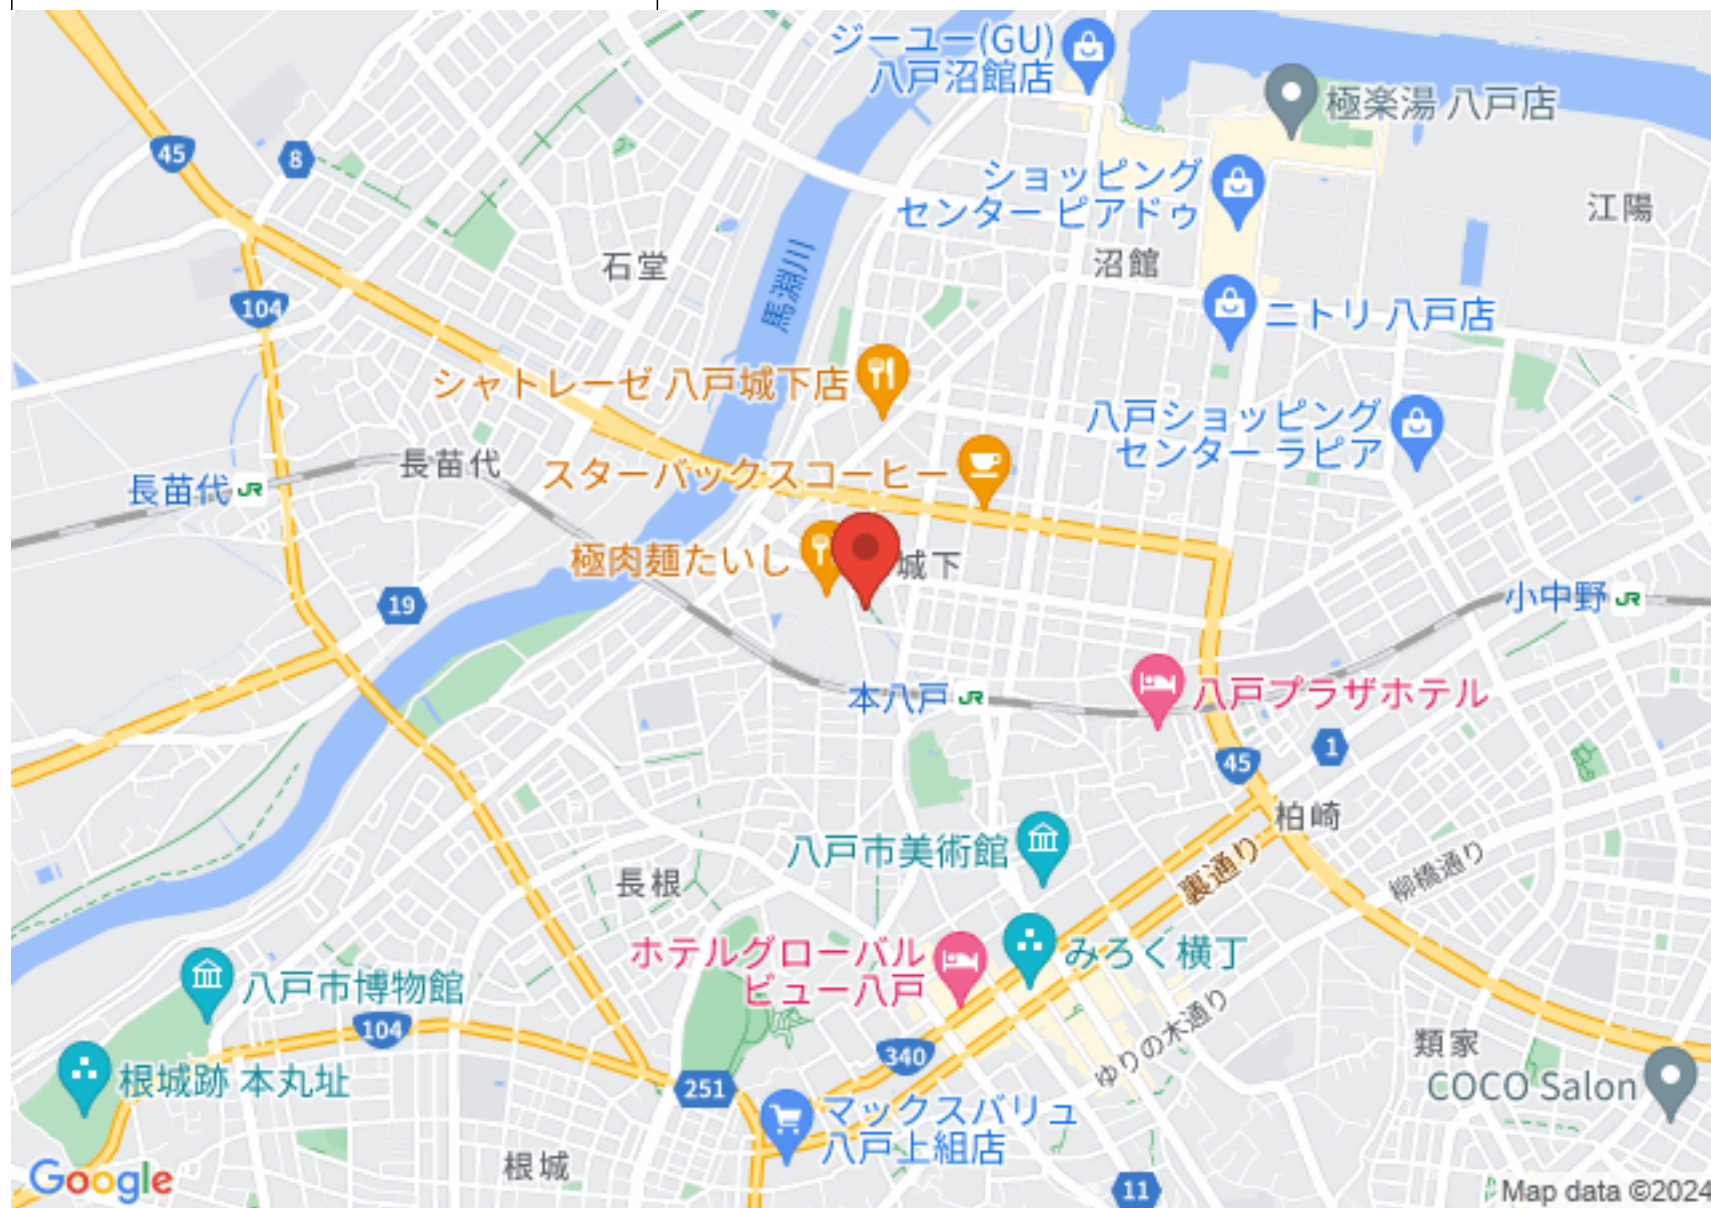 ジーユー(GU)
八戸沼館店
極楽湯 八戸店
45
8
ショッピング
センター ピアドゥ
江陽
石堂
沼館
馬淵川
104
ニトリ 八戸店
シャトレーゼ 八戸城下店
八戸ショッピング
センター ラピア
長苗代
スターバックスコーヒー
長苗代 JR
極肉麺たいし
城下
19
小中野 JR
本八戸 JR
八戸プラザホテル
1
45
柏崎
八戸市美術館
裏通り
柳橋通り
長根
ホテルグローバル
ビュー八戸
みろく横丁
八戸市博物館
104
ゆりの木通り
340
類家
根城跡 本丸址
251
COCO Salon
マックスバリュ
八戸上組店
根城
Google
11
Map data ©2024